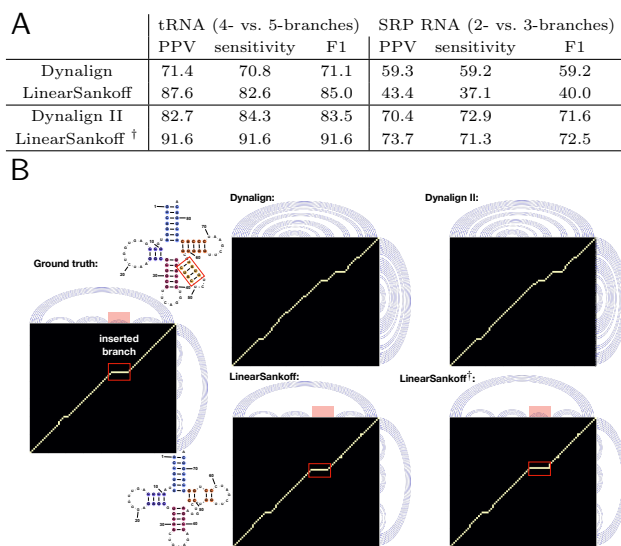 A
tRNA (4- vs. 5-branches) SRP RNA (2- vs. 3-branches)
PPV sensitivity F1 PPV sensitivity F1
Dynalign 71.4 70.8 71.1 59.3 59.2 59.2
LinearSankoff 87.6 82.6 85.0 43.4 37.1 40.0
Dynalign II 82.7 84.3 83.5 70.4 72.9 71.6
LinearSankoff † 91.6 91.6 91.6 73.7 71.3 72.5
B
Dynalign:
Dynalign II:
Ground truth:
inserted
branch
LinearSankoff:
LinearSankoff†: